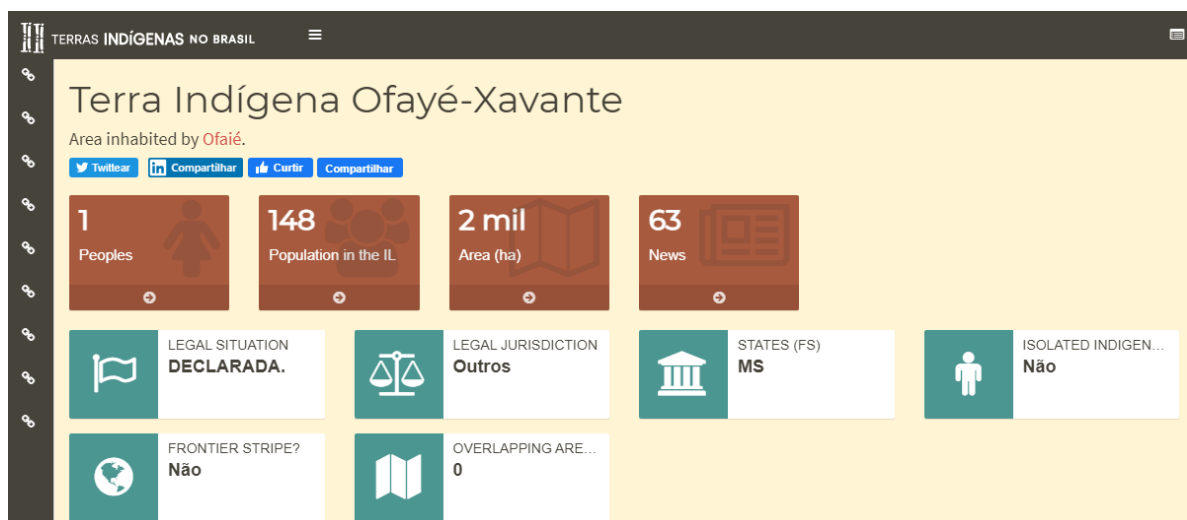 TERRAS INDÍGENAS NO BRASIL
Terra Indígena Ofayé-Xavante
Area inhabited by Ofaié.
Twittear Compartilhar Curtir Compartilhar
1
Peoples
148
Population in the IL
2 mil
Area (ha)
63
News
LEGAL SITUATION
DECLARADA.
LEGAL JURISDICTION
Outros
STATES (FS)
MS
ISOLATED INDIGEN...
Não
FRONTIER STRIPE?
Não
OVERLAPPING ARE...
0